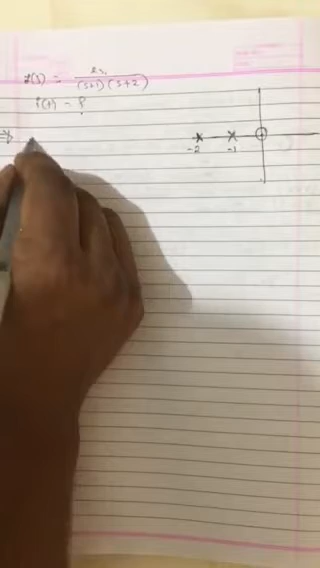 I(s) = 2s / (s+1)(s+2)
i(t) - ?
-2 -1